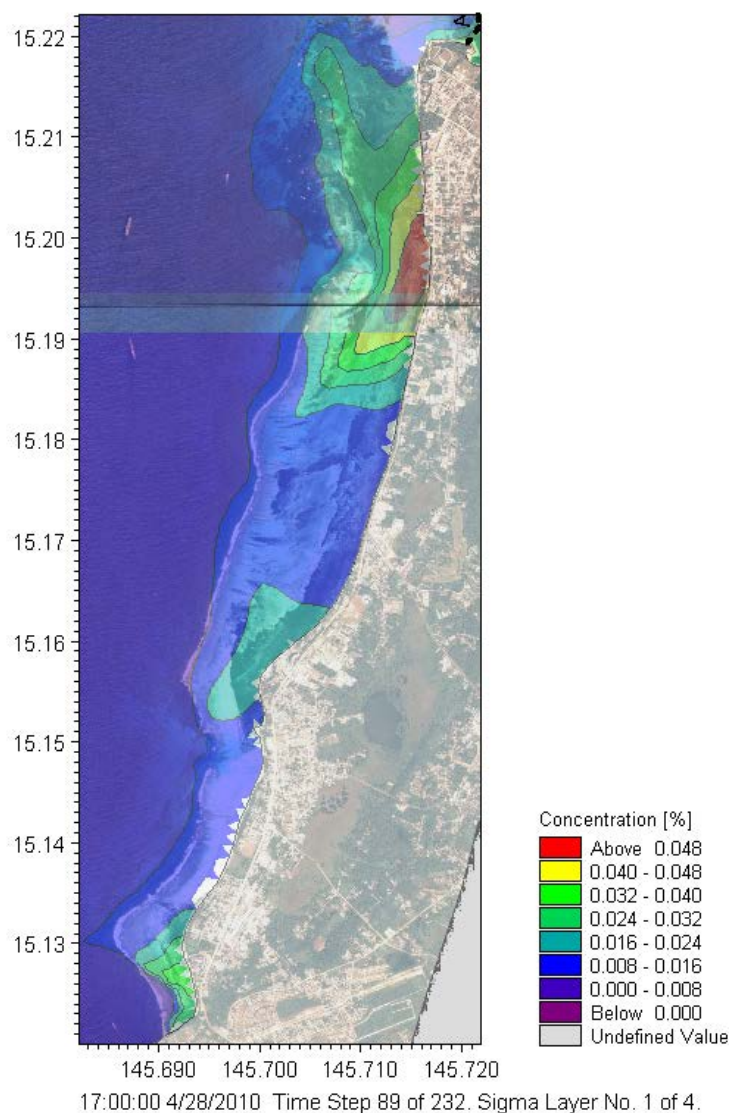 15.22
15.21
15.20
15.19
15.18
15.17
15.16
15.15
15.14
15.13
145.690 145.700 145.710 145.720
Concentration [%]
Above 0.048
0.040 - 0.048
0.032 - 0.040
0.024 - 0.032
0.016 - 0.024
0.008 - 0.016
0.000 - 0.008
Below 0.000
Undefined Value
17:00:00 4/28/2010 Time Step 89 of 232. Sigma Layer No. 1 of 4.